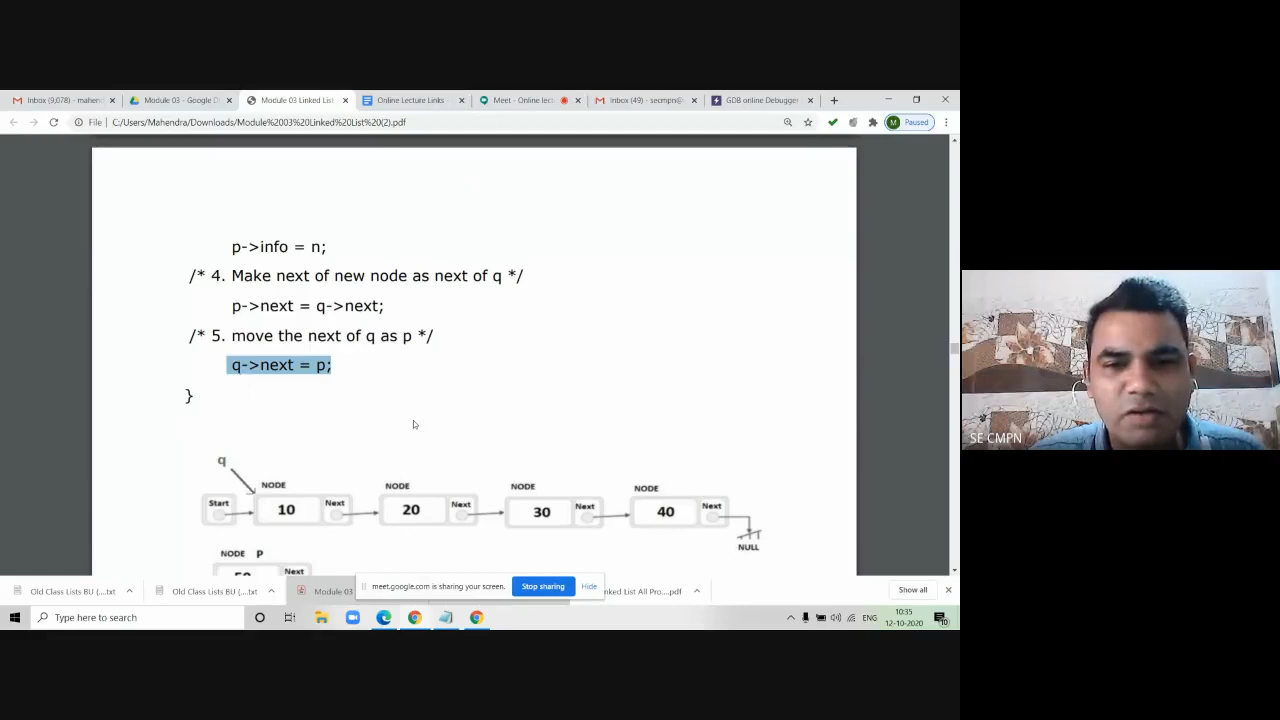 Inbox (9,078) - mahend
Module 03 - Google D
Module 03 Linked List
Online Lecture Links -
Meet - Online lec
Inbox (49) - secmpn@
GDB online Debugger
File
C:/Users/Mahendra/Downloads/Module%2003%20Linked%20List%20(2).pdf
M Paused
p->info = n;
/* 4. Make next of new node as next of q */
p->next = q->next;
/* 5. move the next of q as p */
q->next = p;
}
SE CMPN
q
NODE NODE NODE NODE
Start 10 Next 20 Next 30 Next 40 Next
NULL
NODE P
50 Next
Old Class Lists BU (....txt
Old Class Lists BU (....txt
Module 03
meet.google.com is sharing your screen.
Stop sharing
Hide
nked List All Pro....pdf
Show all
Type here to search
ENG
10:35
12-10-2020